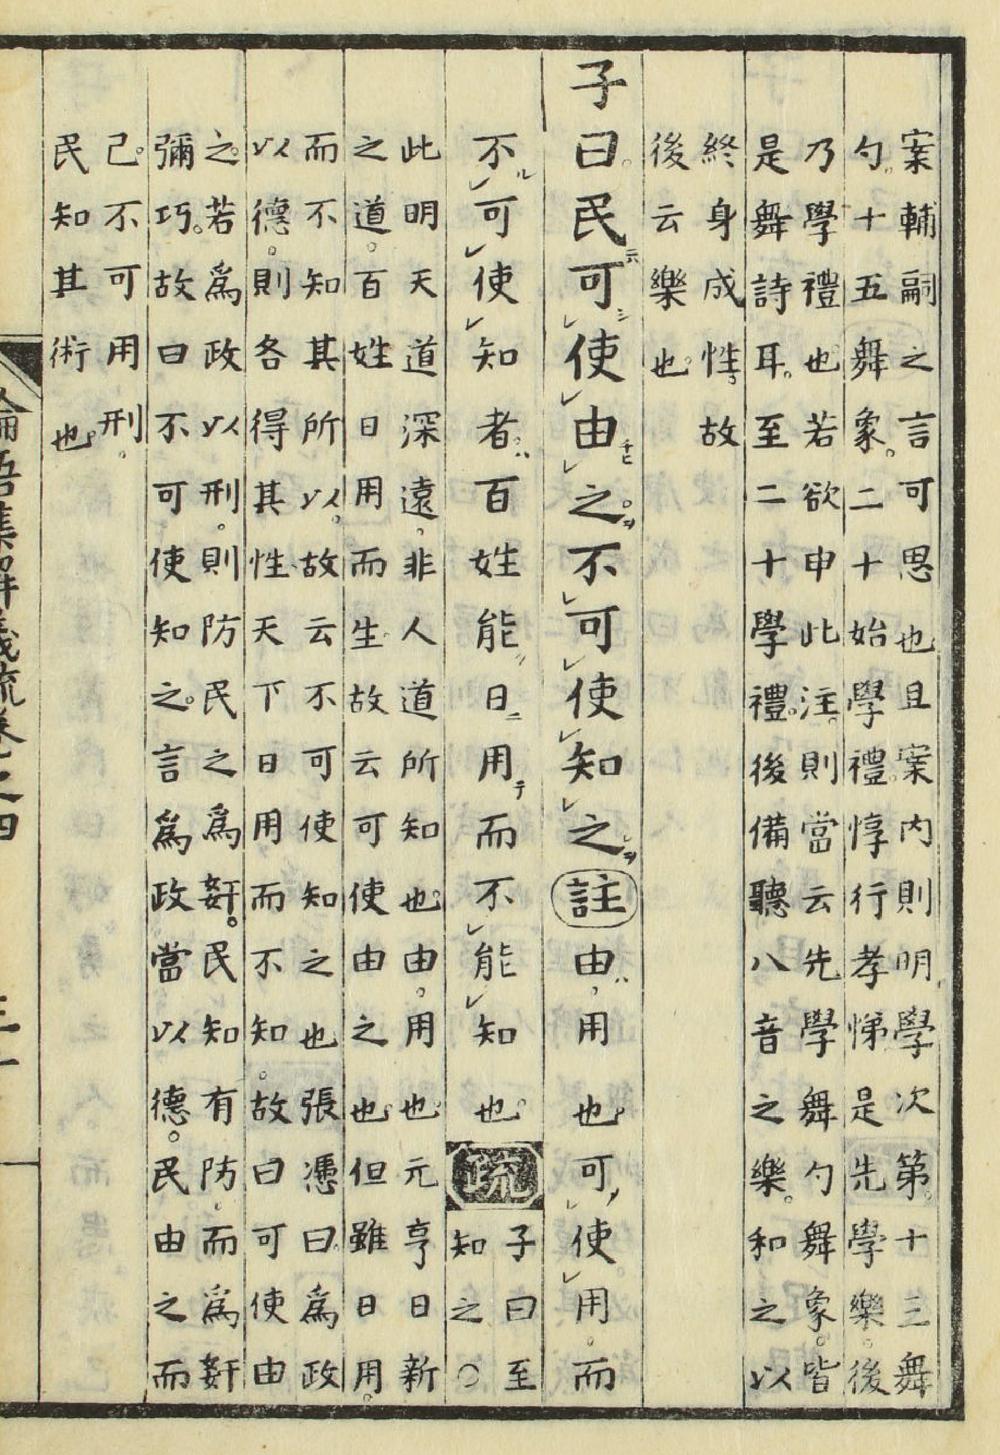 案輔嗣之言可思也且案内則明學次第十三舞
勺十五舞象二十始學禮惇行孝悌是先學樂後
乃學禮也若欲申此注則當云先學舞勺舞象皆
是舞詩耳至二十學禮後備聽八音之樂和之以
終身成性故
後云樂也
子曰民可使由之不可使知之註由用也可使用而
不可使知者百姓能日用而不能知也疏子曰至
知之〇
此明天道深遠非人道所知也由用也元亨日新
之道百姓日用而生故云可使由之也但雖日用
而不知其所以故云不可使知之也張憑曰爲政
以德則各得其性天下日用而不知故曰可使由
之若爲政以刑則防民之爲奸民知有防而爲奸
彌巧故曰不可使知之言爲政當以德民由之而
已不可用刑
民知其術也
論語集解義疏卷之四